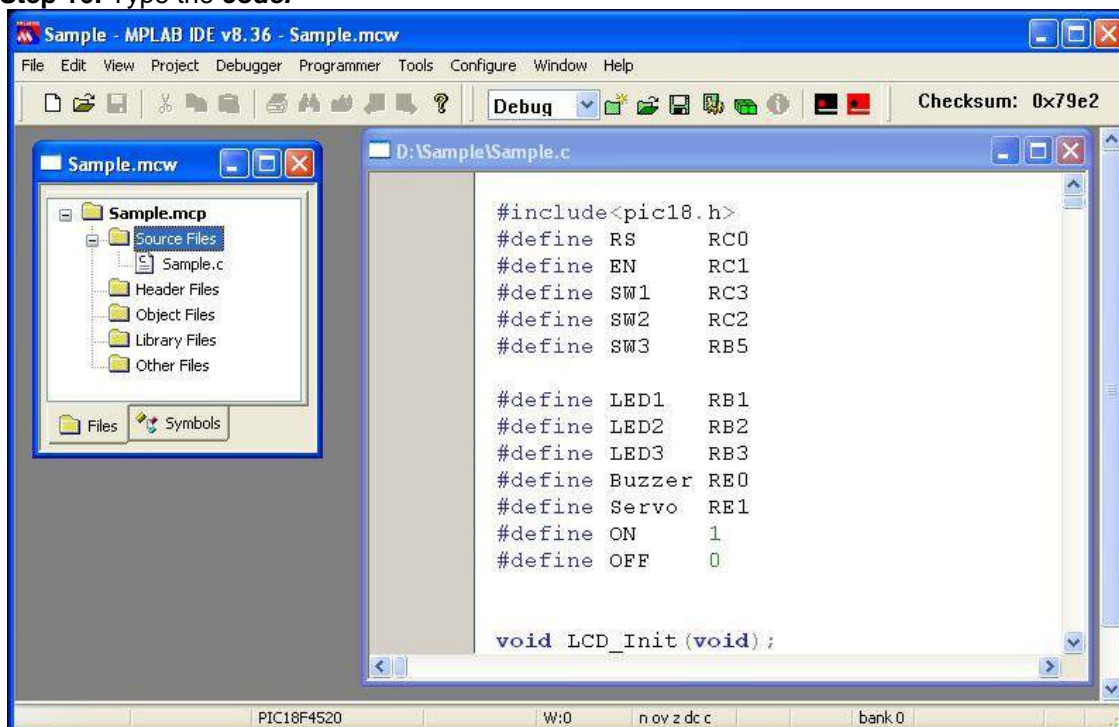 Step 10: Type the code.
Sample - MPLAB IDE v8.36 - Sample.mcw
File Edit View Project Debugger Programmer Tools Configure Window Help
Debug
Checksum: 0x79e2
Sample.mcw
Sample.mcp
Source Files
Sample.c
Header Files
Object Files
Library Files
Other Files
Files Symbols
D:\Sample\Sample.c
#include<pic18.h>
#define RS RC0
#define EN RC1
#define SW1 RC3
#define SW2 RC2
#define SW3 RB5
#define LED1 RB1
#define LED2 RB2
#define LED3 RB3
#define Buzzer RE0
#define Servo RE1
#define ON 1
#define OFF 0
void LCD_Init(void);
PIC18F4520 W:0 n ov z dc c bank 0